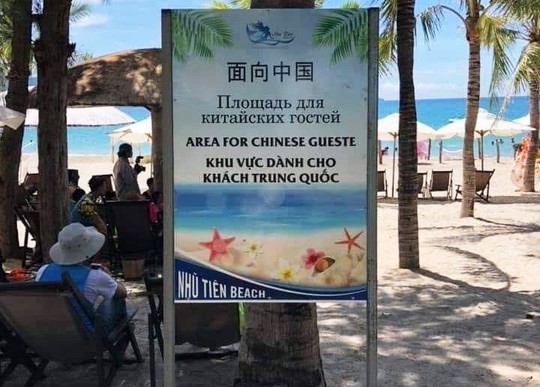 面向中国
Площадь для
китайских гостей
AREA FOR CHINESE GUESTE
KHU VỰC DÀNH CHO
KHÁCH TRUNG QUỐC
NHŨ TIÊN BEACH